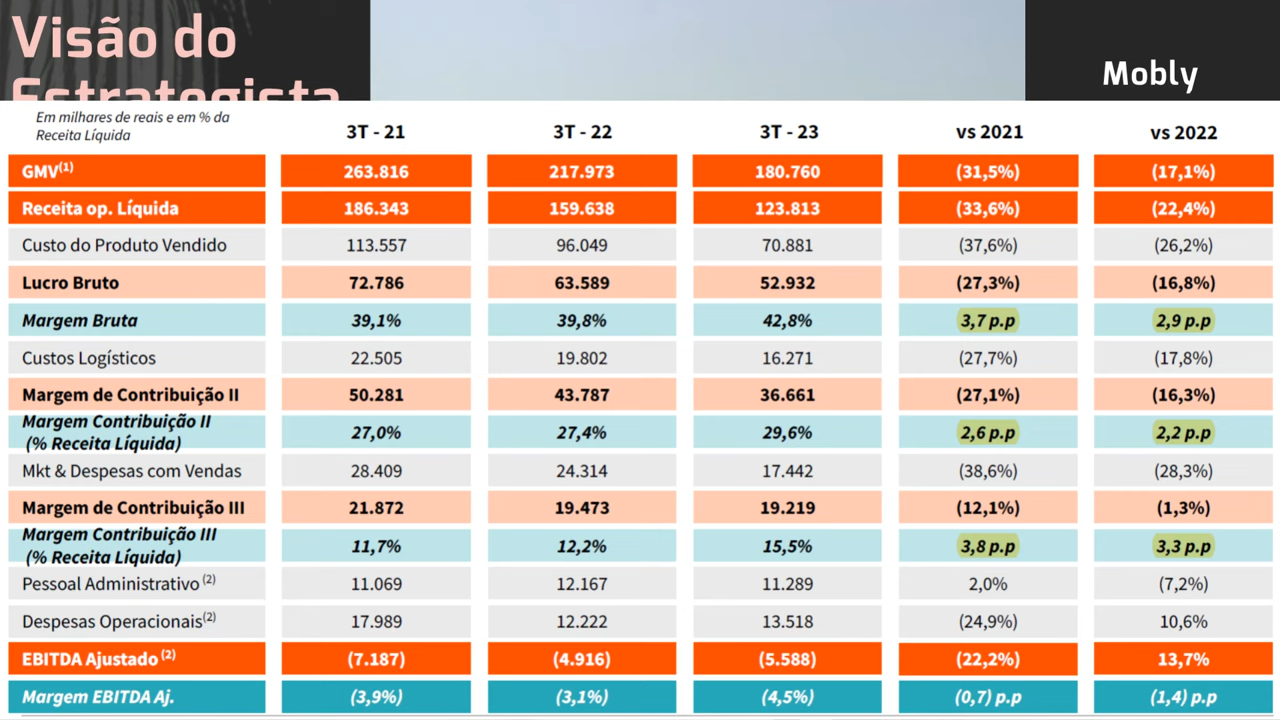 Visão do
Estrategista
Mobly
Em milhares de reais e em % da
Receita Líquida
3T - 21 3T - 22 3T - 23 vs 2021 vs 2022
GMV(1) 263.816 217.973 180.760 (31,5%) (17,1%)
Receita op. Líquida 186.343 159.638 123.813 (33,6%) (22,4%)
Custo do Produto Vendido 113.557 96.049 70.881 (37,6%) (26,2%)
Lucro Bruto 72.786 63.589 52.932 (27,3%) (16,8%)
Margem Bruta 39,1% 39,8% 42,8% 3,7 p.p 2,9 p.p
Custos Logísticos 22.505 19.802 16.271 (27,7%) (17,8%)
Margem de Contribuição II 50.281 43.787 36.661 (27,1%) (16,3%)
Margem Contribuição II
(% Receita Líquida) 27,0% 27,4% 29,6% 2,6 p.p 2,2 p.p
Mkt & Despesas com Vendas 28.409 24.314 17.442 (38,6%) (28,3%)
Margem de Contribuição III 21.872 19.473 19.219 (12,1%) (1,3%)
Margem Contribuição III
(% Receita Líquida) 11,7% 12,2% 15,5% 3,8 p.p 3,3 p.p
Pessoal Administrativo (2) 11.069 12.167 11.289 2,0% (7,2%)
Despesas Operacionais(2) 17.989 12.222 13.518 (24,9%) 10,6%
EBITDA Ajustado (2) (7.187) (4.916) (5.588) (22,2%) 13,7%
Margem EBITDA Aj. (3,9%) (3,1%) (4,5%) (0,7) p.p (1,4) p.p